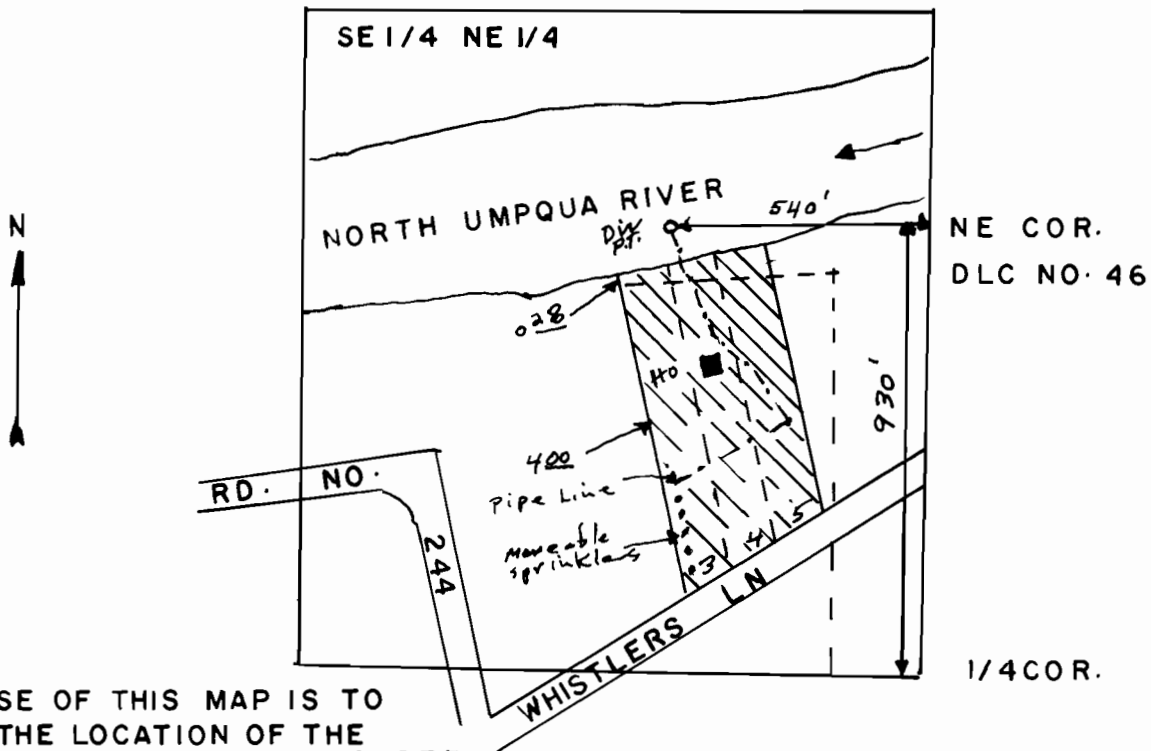 SE 1/4 NE 1/4
N
NORTH UMPQUA RIVER
540'
Div
p.t.
NE COR.
DLC NO. 46
028
HO
930'
400
Pipe Line
RD. NO.
244
Moveable
sprinklers
3 4 5
WHISTLERS LN
1/4 COR.
SE OF THIS MAP IS TO
THE LOCATION OF THE